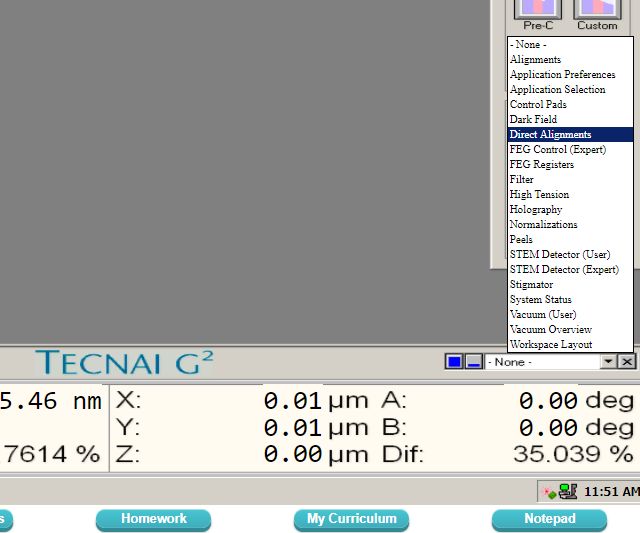 Pre-C Custom
- None -
Alignments
Application Preferences
Application Selection
Control Pads
Dark Field
Direct Alignments
FEG Control (Expert)
FEG Registers
Filter
High Tension
Holography
Normalizations
Peels
STEM Detector (User)
STEM Detector (Expert)
Stigmator
System Status
Vacuum (User)
Vacuum Overview
Workspace Layout
TECNAI G² - None -
5.46 nm X: 0.01 μm A: 0.00 deg
Y: 0.01 μm B: 0.00 deg
7614 % Z: 0.00 μm Dif: 35.039 %
11:51 AM
s Homework My Curriculum Notepad